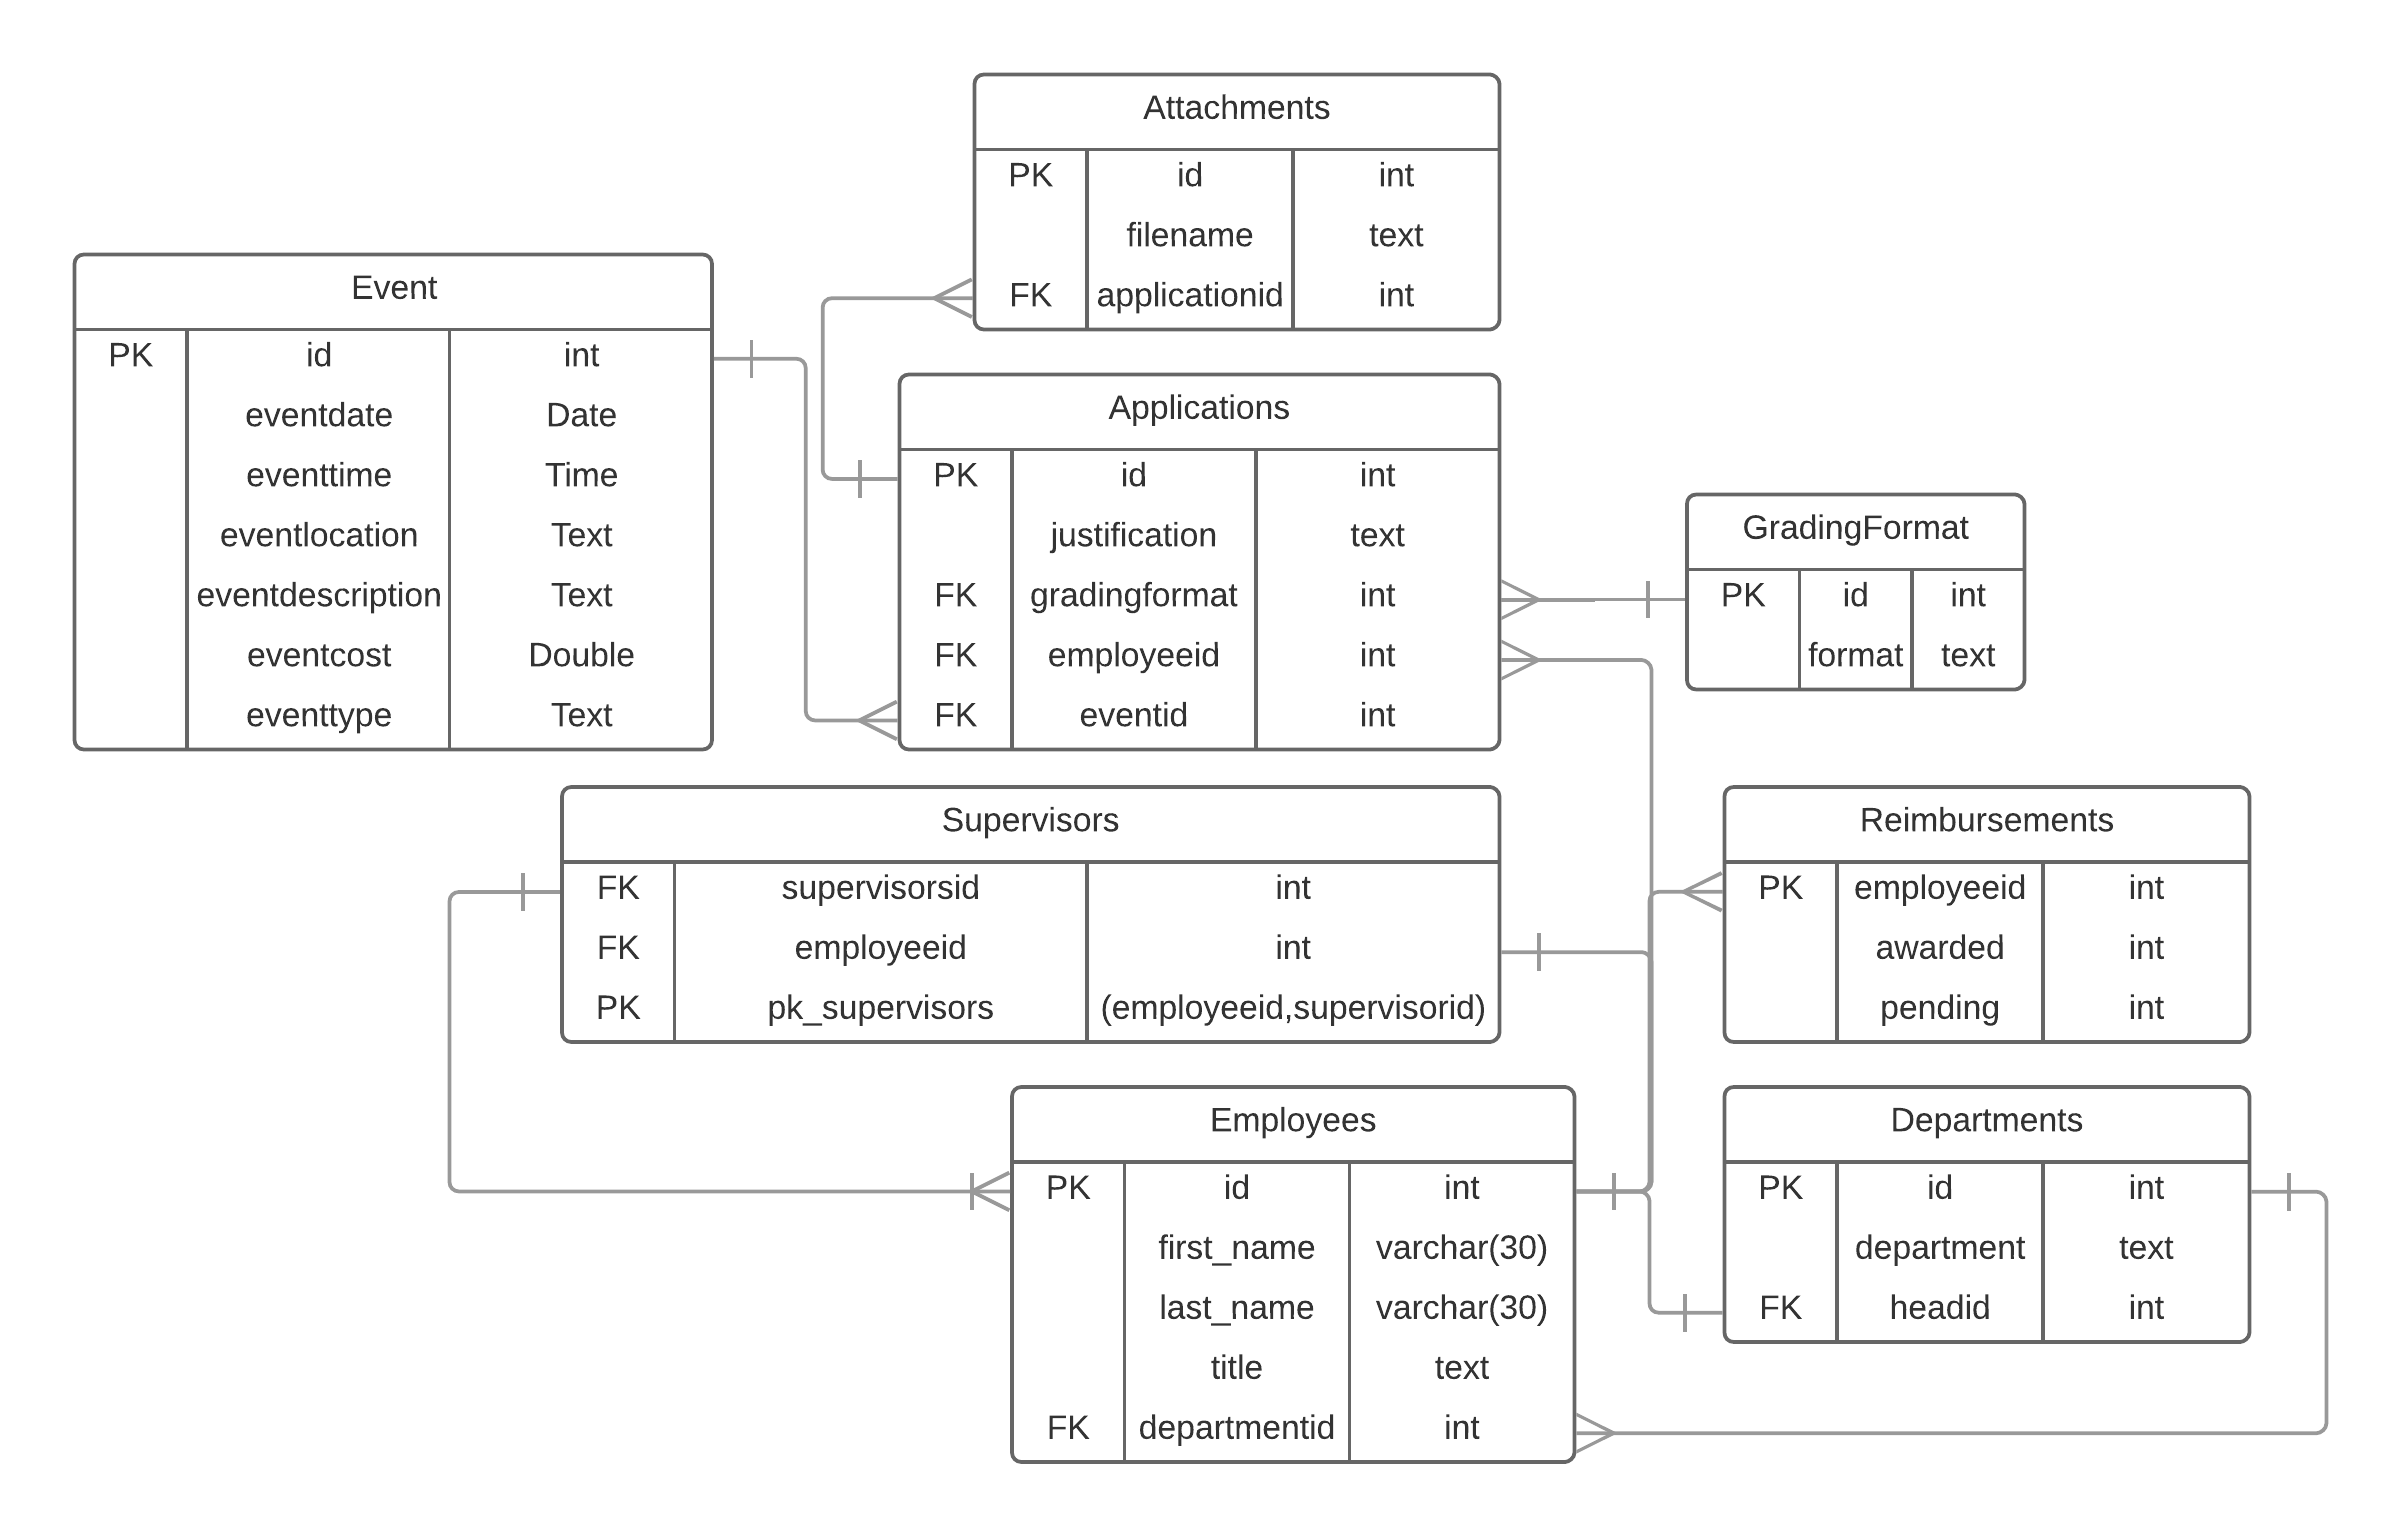 Attachments
PK id int
filename text
FK applicationid int
Event
PK id int
eventdate Date
eventtime Time
eventlocation Text
eventdescription Text
eventcost Double
eventtype Text
Applications
PK id int
justification text
FK gradingformat int
FK employeeid int
FK eventid int
GradingFormat
PK id int
format text
Supervisors
FK supervisorsid int
FK employeeid int
PK pk_supervisors (employeeid,supervisorid)
Reimbursements
PK employeeid int
awarded int
pending int
Employees
PK id int
first_name varchar(30)
last_name varchar(30)
title text
FK departmentid int
Departments
PK id int
department text
FK headid int